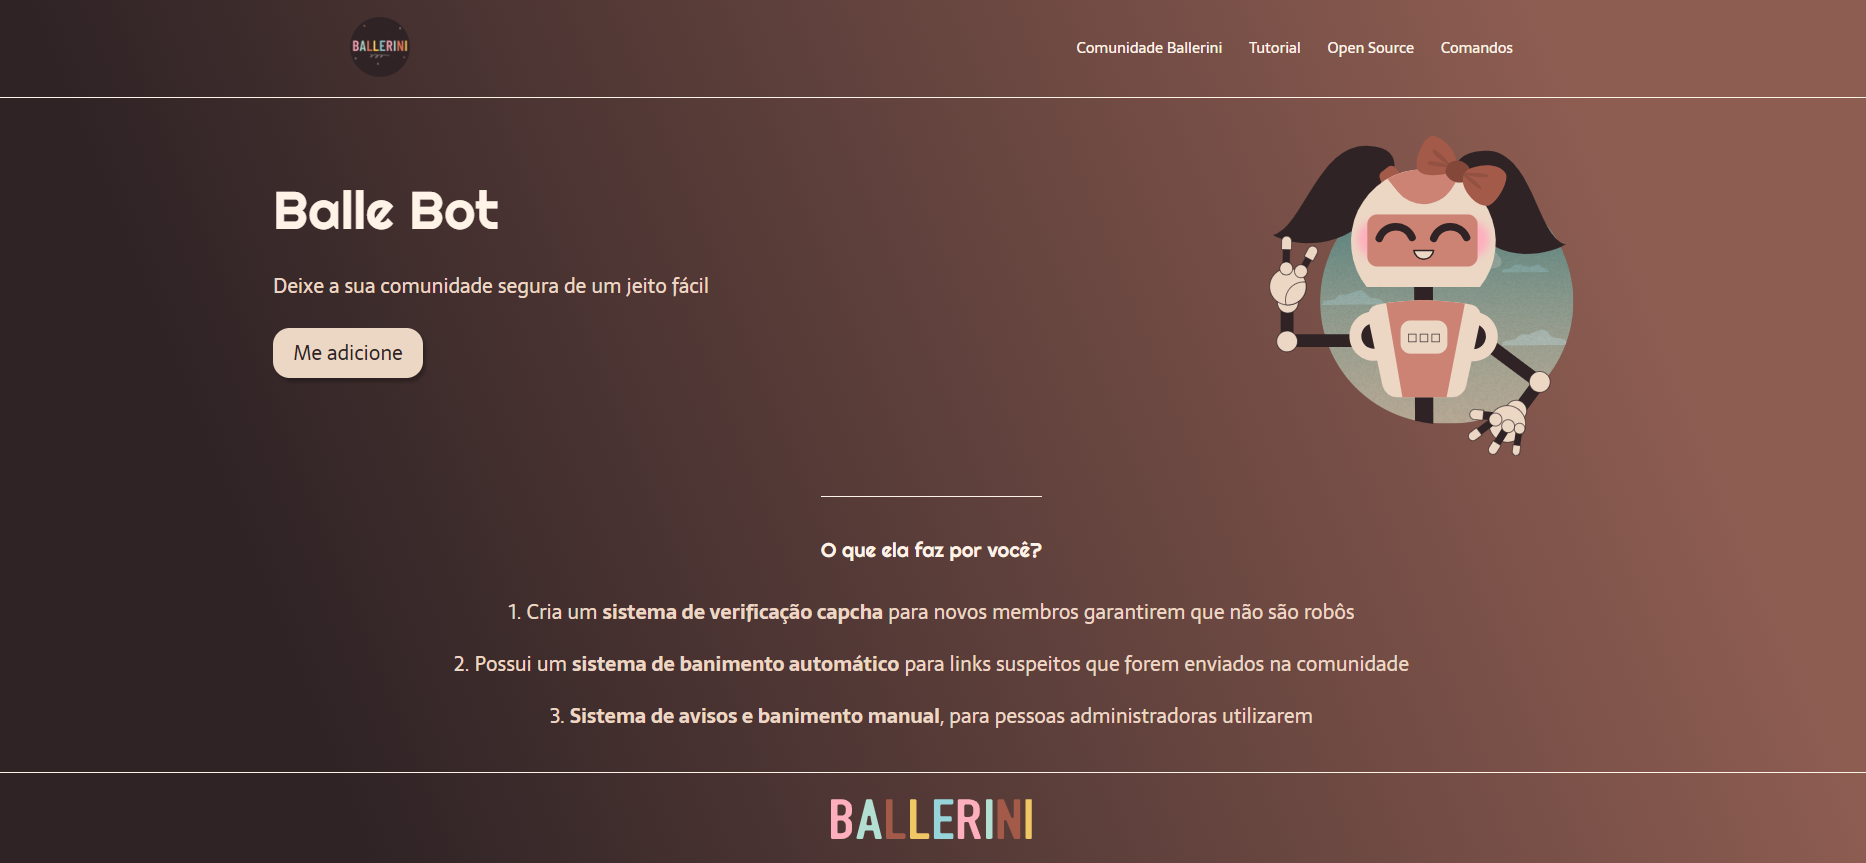 BALLERINI
Comunidade Ballerini Tutorial Open Source Comandos
Balle Bot
Deixe a sua comunidade segura de um jeito fácil
Me adicione
O que ela faz por você?
1. Cria um sistema de verificação capcha para novos membros garantirem que não são robôs
2. Possui um sistema de banimento automático para links suspeitos que forem enviados na comunidade
3. Sistema de avisos e banimento manual, para pessoas administradoras utilizarem
BALLERINI